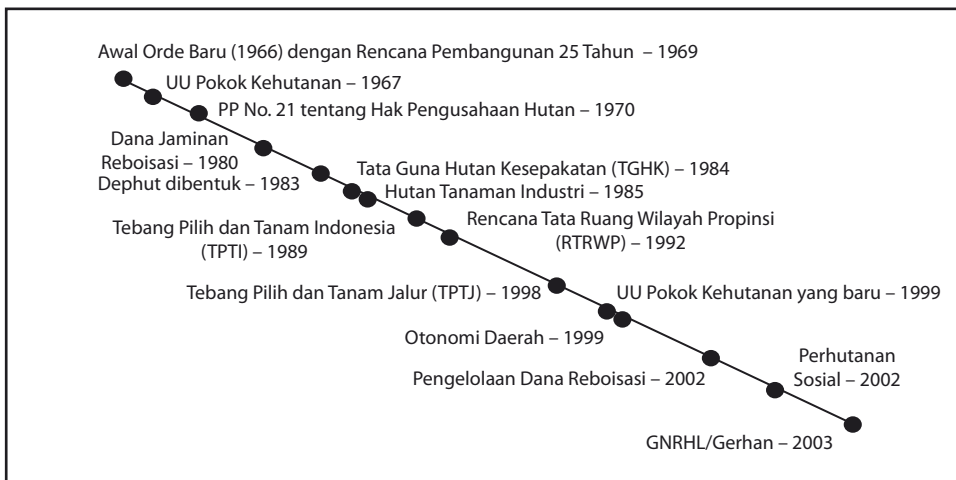 Awal Orde Baru (1966) dengan Rencana Pembangunan 25 Tahun – 1969
UU Pokok Kehutanan – 1967
PP No. 21 tentang Hak Pengusahaan Hutan – 1970
Dana Jaminan
Reboisasi – 1980
Dephut dibentuk – 1983
Tata Guna Hutan Kesepakatan (TGHK) – 1984
Hutan Tanaman Industri – 1985
Tebang Pilih dan Tanam Indonesia
(TPTI) – 1989
Rencana Tata Ruang Wilayah Propinsi
(RTRWP) – 1992
Tebang Pilih dan Tanam Jalur (TPTJ) – 1998
UU Pokok Kehutanan yang baru – 1999
Otonomi Daerah – 1999
Pengelolaan Dana Reboisasi – 2002
Perhutanan
Sosial – 2002
GNRHL/Gerhan – 2003